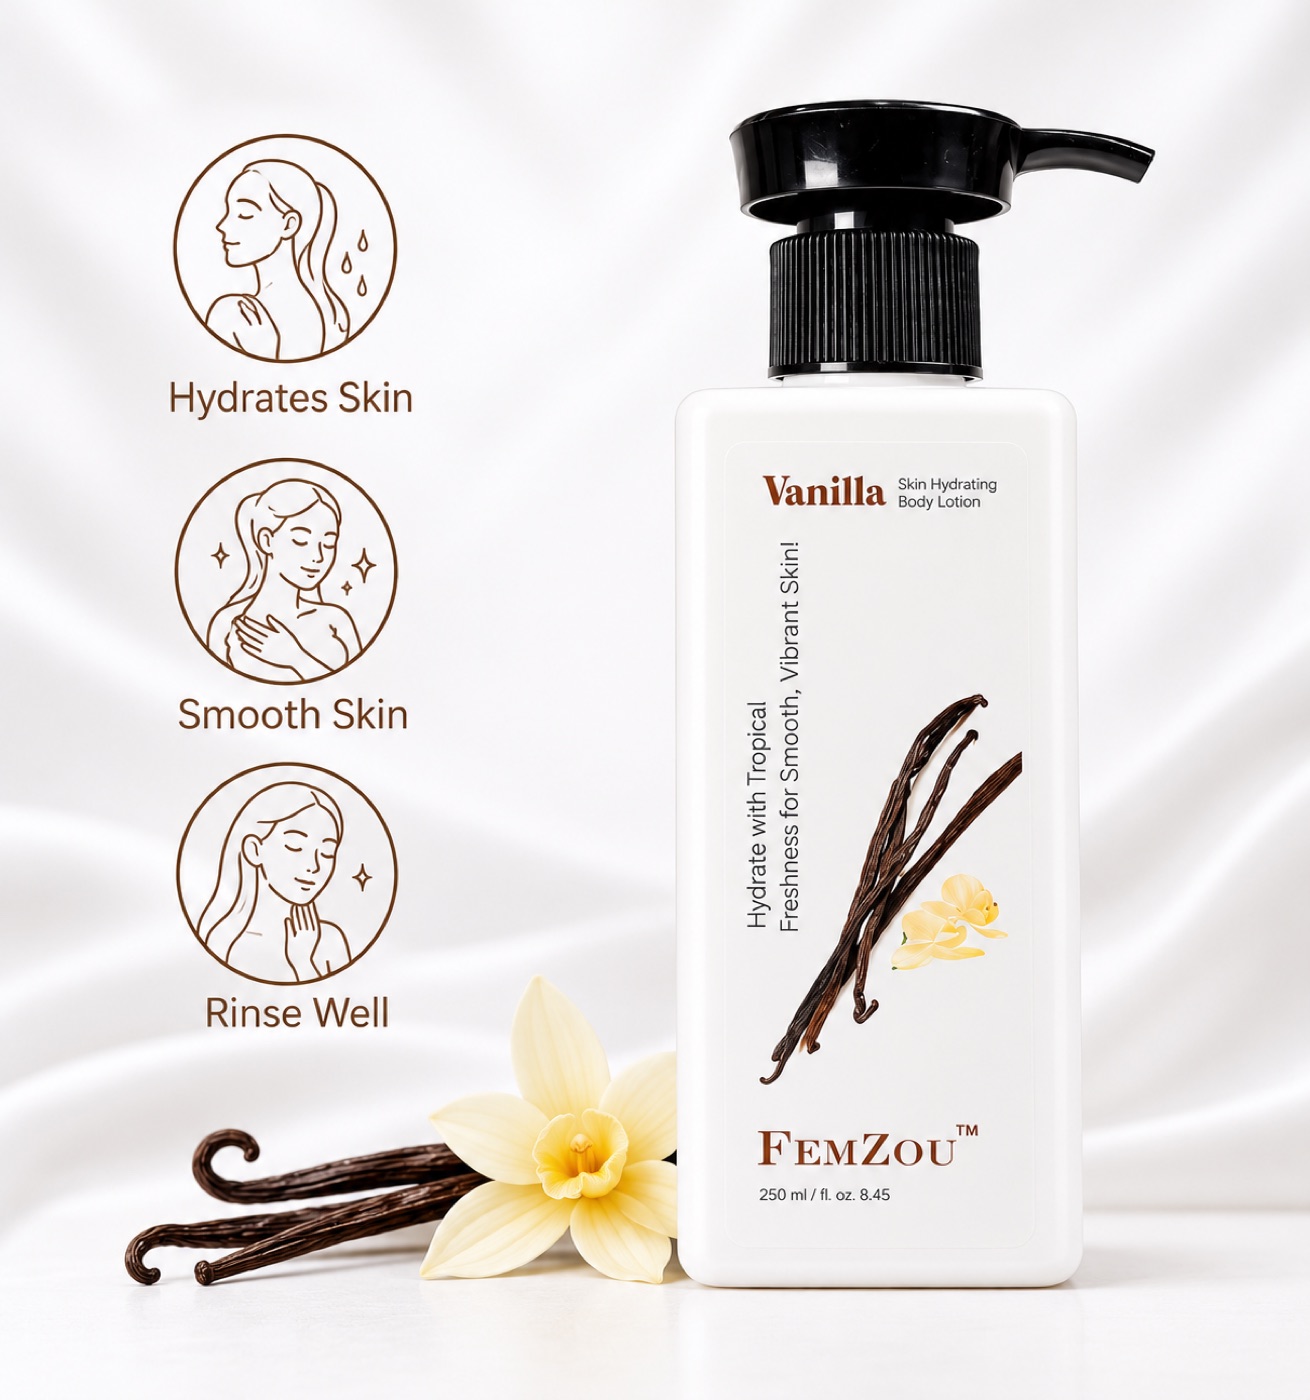 Hydrates Skin
Smooth Skin
Rinse Well
Vanilla
Skin Hydrating
Body Lotion
Hydrate with Tropical
Freshness for Smooth, Vibrant Skin!
FEMZOU™
250 ml / fl. oz. 8.45